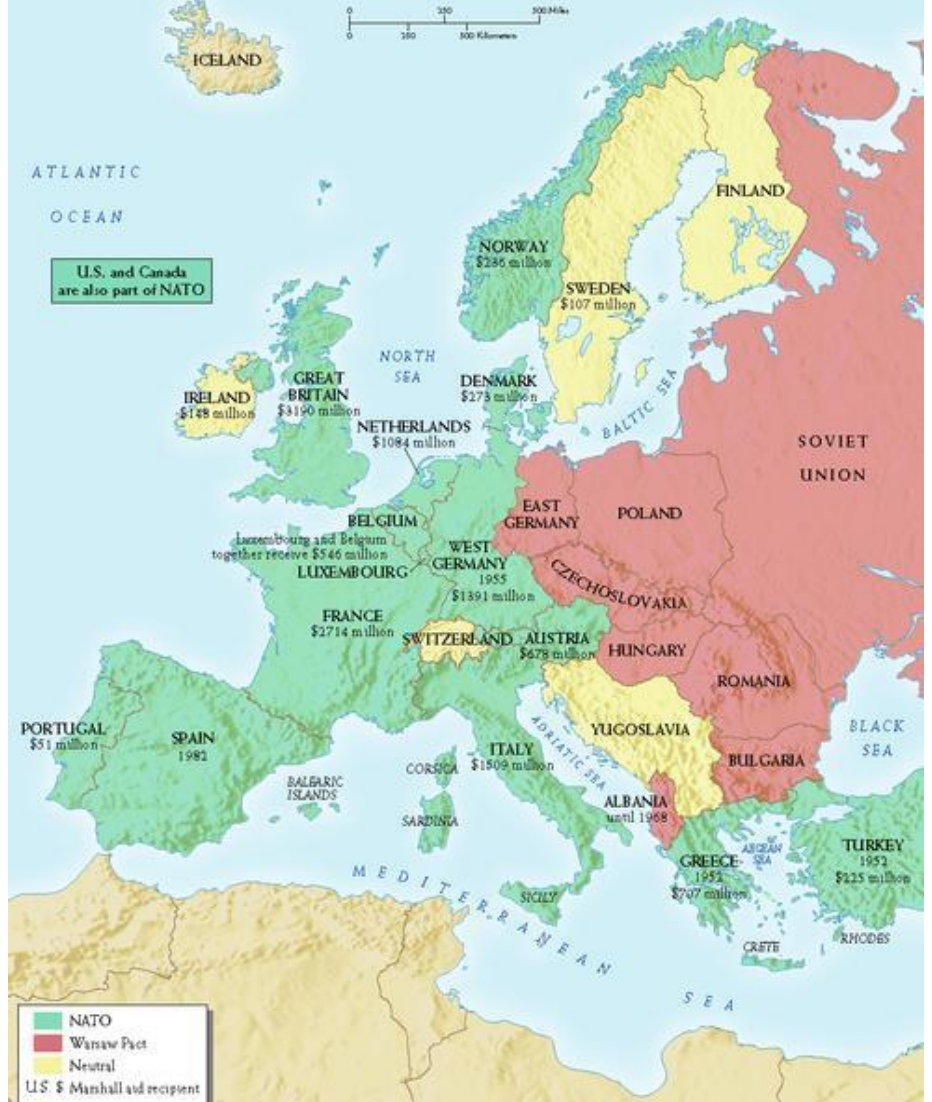 0 250 500 Miles
0 250 500 Kilometers
ICELAND
ATLANTIC
OCEAN
U.S. and Canada
are also part of NATO
FINLAND
NORWAY
$236 million
SWEDEN
$107 million
NORTH
SEA
DENMARK
$273 million
BALTIC SEA
IRELAND
$148 million
GREAT
BRITAIN
$3190 million
NETHERLANDS
$1084 million
SOVIET
UNION
EAST
GERMANY
POLAND
BELGIUM
Luxembourg and Belgium
together receive $546 million
LUXEMBOURG
WEST
GERMANY
1955
$1391 million
CZECHOSLOVAKIA
FRANCE
$2714 million
SWITZERLAND
AUSTRIA
$678 million
HUNGARY
ROMANIA
PORTUGAL
$51 million
SPAIN
1982
YUGOSLAVIA
BLACK
SEA
ITALY
$1509 million
ADRIATIC SEA
BULGARIA
CORSICA
BALEARIC
ISLANDS
SARDINIA
ALBANIA
until 1968
AEGEAN
SEA
TURKEY
1952
$225 million
GREECE
1952
$707 million
MEDITERRANEAN
SEA
SICILY
CRETE
RHODES
NATO
Warsaw Pact
Neutral
U.S. $ Marshall aid recipient